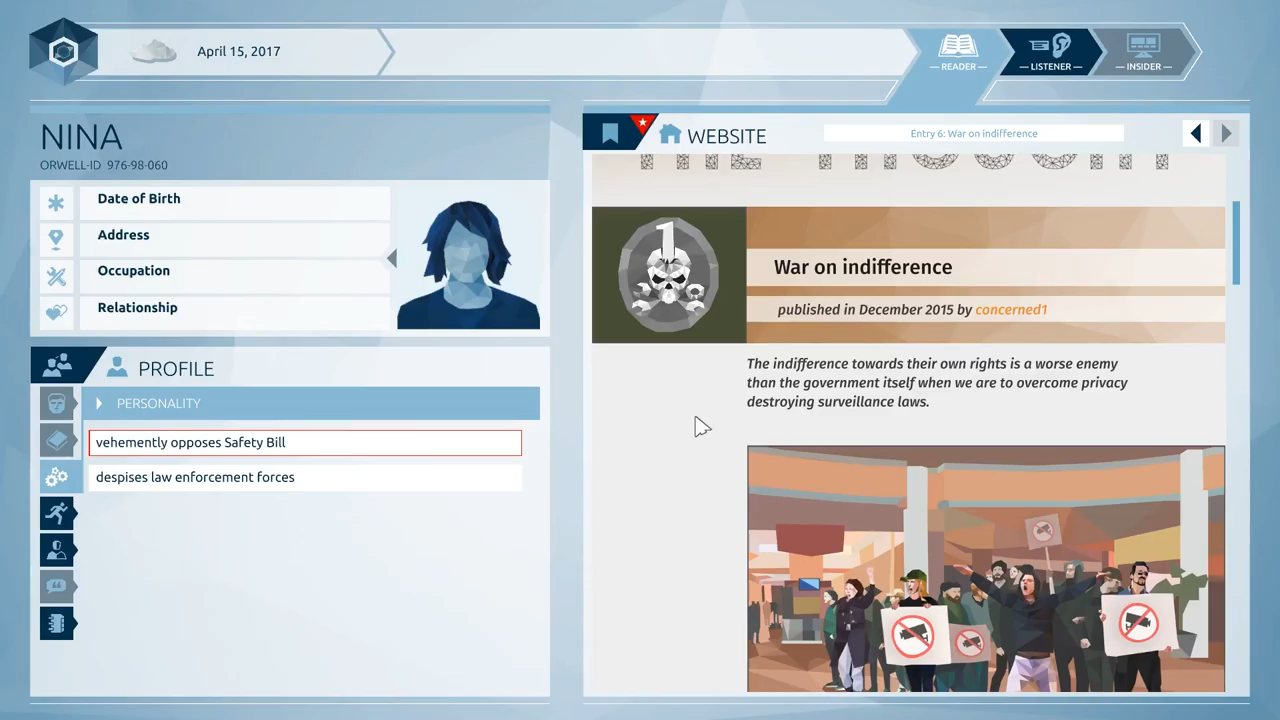 April 15, 2017
— READER —
— LISTENER —
— INSIDER —
NINA
ORWELL-ID 976-98-060
Date of Birth
Address
Occupation
Relationship
PROFILE
PERSONALITY
vehemently opposes Safety Bill
despises law enforcement forces
WEBSITE
Entry 6: War on indifference
War on indifference
published in December 2015 by concerned1
The indifference towards their own rights is a worse enemy
than the government itself when we are to overcome privacy
destroying surveillance laws.